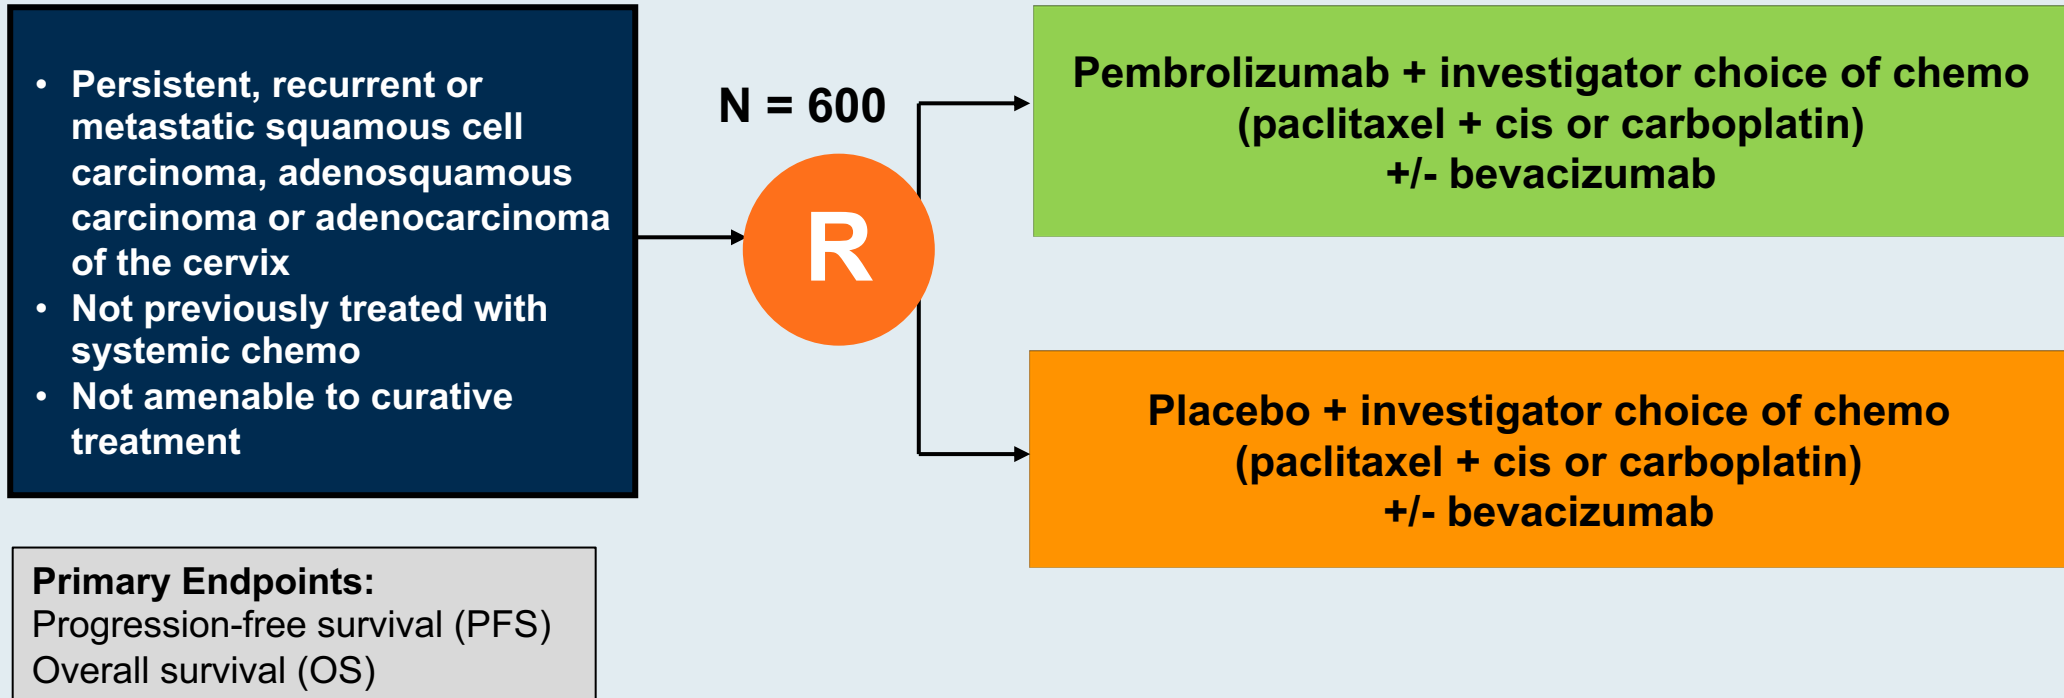 • Persistent, recurrent or
metastatic squamous cell
carcinoma, adenosquamous
carcinoma or adenocarcinoma
of the cervix
• Not previously treated with
systemic chemo
• Not amenable to curative
treatment
N = 600
R
Pembrolizumab + investigator choice of chemo
(paclitaxel + cis or carboplatin)
+/- bevacizumab
Placebo + investigator choice of chemo
(paclitaxel + cis or carboplatin)
+/- bevacizumab
Primary Endpoints:
Progression-free survival (PFS)
Overall survival (OS)